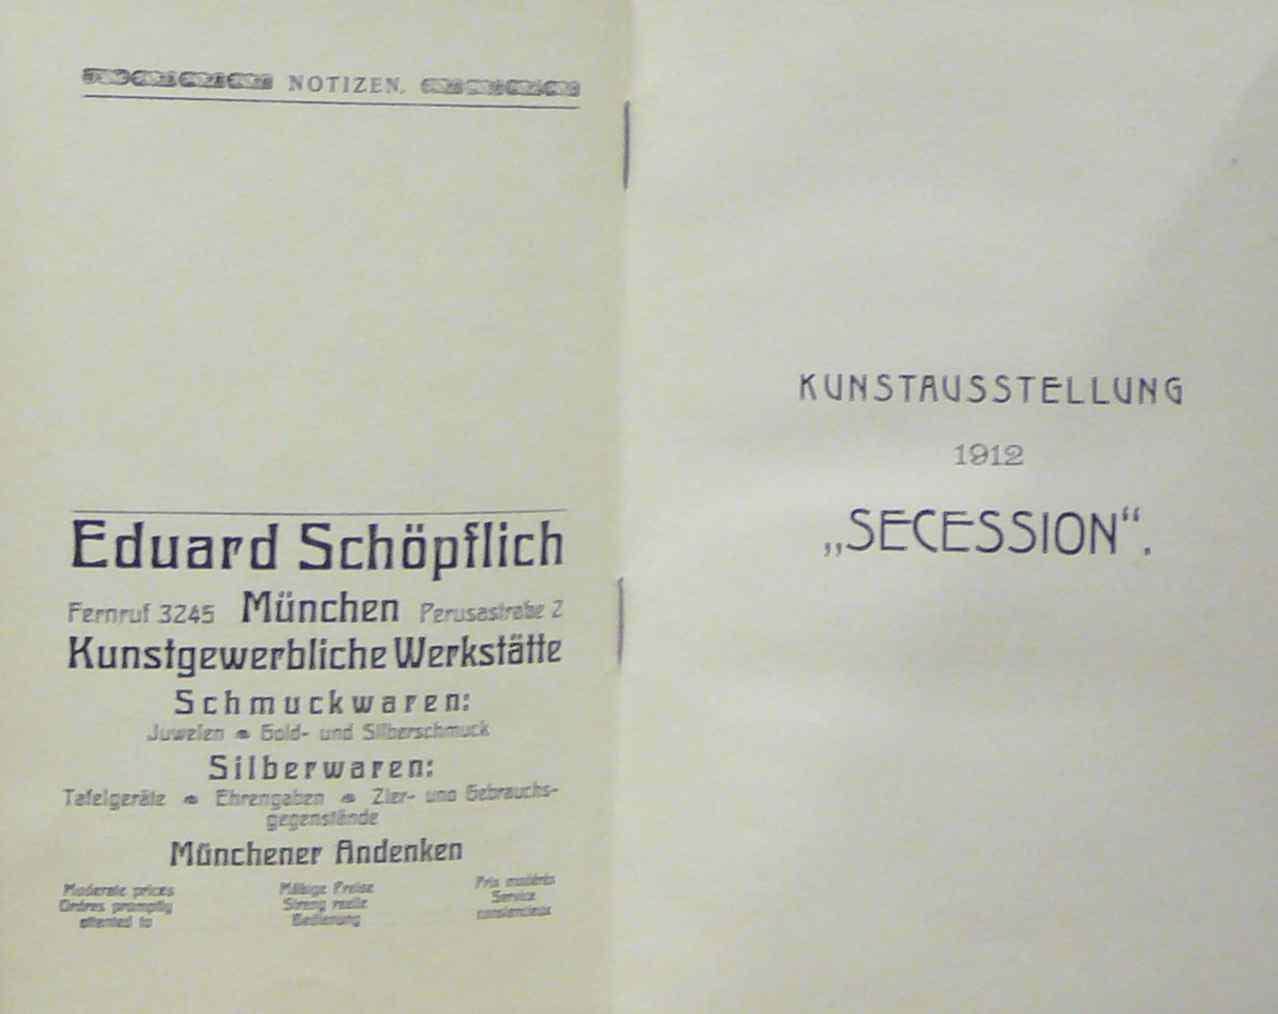 NOTIZEN.
Eduard Schöpflich
Fernruf 3245 München Perusastraße 2
Kunstgewerbliche Werkstätte
Schmuckwaren:
Juwelen Gold- und Silberschmuck
Silberwaren:
Tafelgeräte Ehrengaben Zier- und Gebrauchs-
gegenstände
Münchener Andenken
Moderate prices
Ordres promptly
attented to
Mäßige Preise
Streng reelle
Bedienung
Prix modérés
Service
consciencieux
KUNSTAUSSTELLUNG
1912
„SECESSION“.